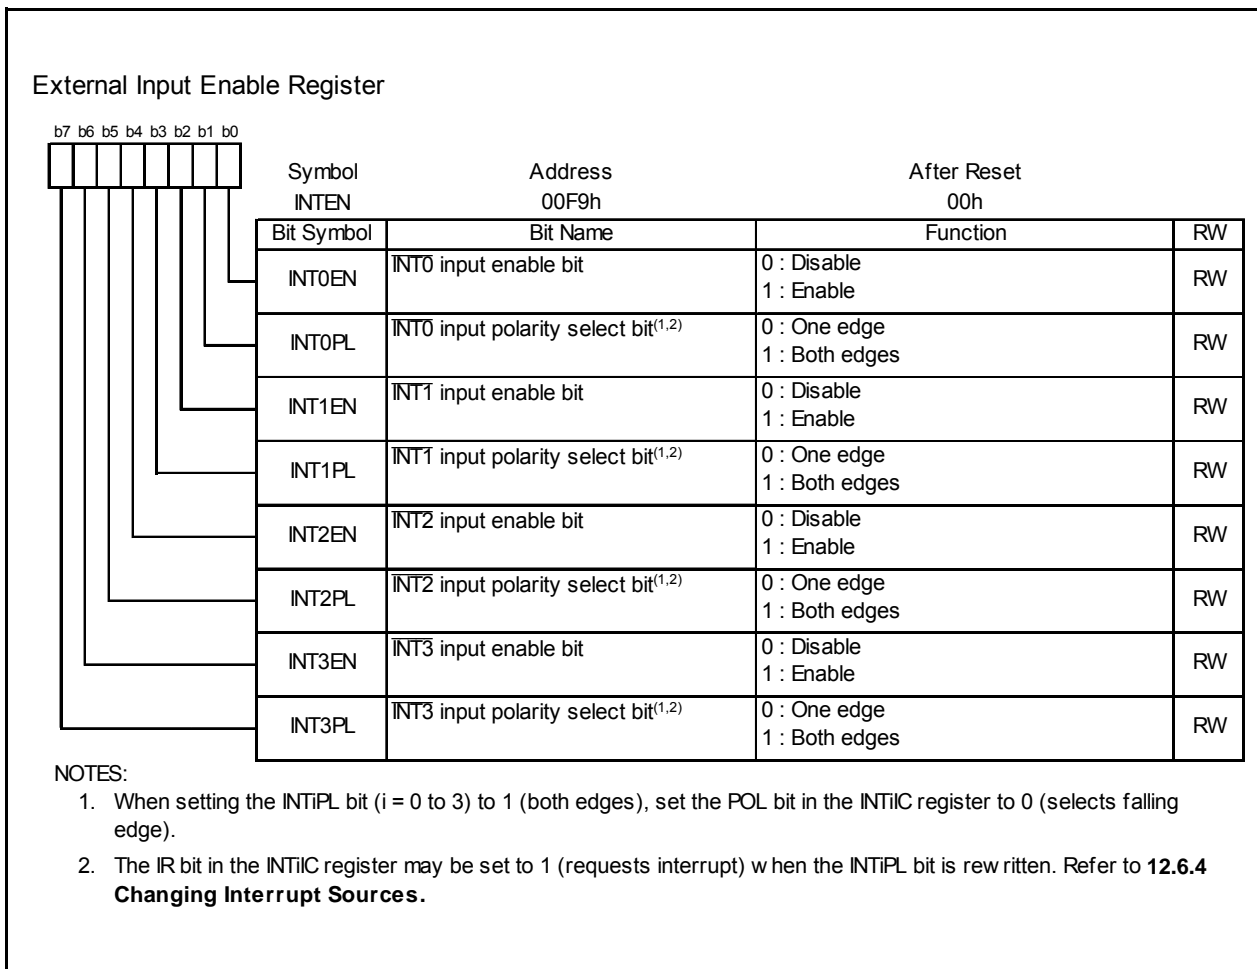 External Input Enable Register
b7 b6 b5 b4 b3 b2 b1 b0
Symbol Address After Reset
INTEN 00F9h 00h
Bit Symbol Bit Name Function RW
INT0EN INT0 input enable bit 0 : Disable
1 : Enable RW
INT0PL INT0 input polarity select bit(1,2) 0 : One edge
1 : Both edges RW
INT1EN INT1 input enable bit 0 : Disable
1 : Enable RW
INT1PL INT1 input polarity select bit(1,2) 0 : One edge
1 : Both edges RW
INT2EN INT2 input enable bit 0 : Disable
1 : Enable RW
INT2PL INT2 input polarity select bit(1,2) 0 : One edge
1 : Both edges RW
INT3EN INT3 input enable bit 0 : Disable
1 : Enable RW
INT3PL INT3 input polarity select bit(1,2) 0 : One edge
1 : Both edges RW
NOTES:
1. When setting the INTiPL bit (i = 0 to 3) to 1 (both edges), set the POL bit in the INTiIC register to 0 (selects falling
edge).
2. The IR bit in the INTiIC register may be set to 1 (requests interrupt) when the INTiPL bit is rewritten. Refer to 12.6.4
Changing Interrupt Sources.